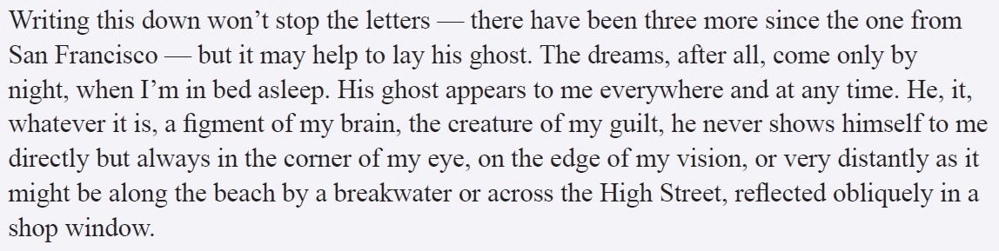 Writing this down won’t stop the letters — there have been three more since the one from
San Francisco — but it may help to lay his ghost. The dreams, after all, come only by
night, when I’m in bed asleep. His ghost appears to me everywhere and at any time. He, it,
whatever it is, a figment of my brain, the creature of my guilt, he never shows himself to me
directly but always in the corner of my eye, on the edge of my vision, or very distantly as it
might be along the beach by a breakwater or across the High Street, reflected obliquely in a
shop window.